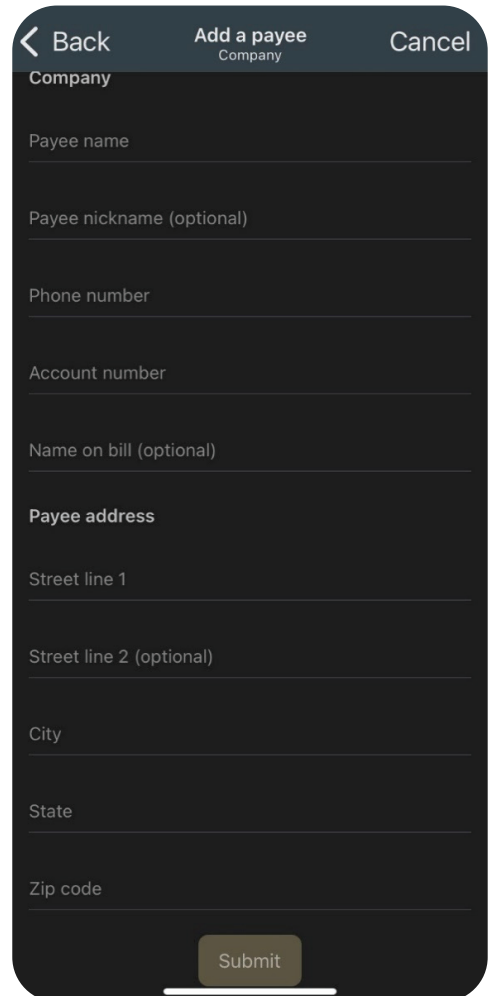 Back
Add a payee
Cancel
Company
Company
Payee name
Payee nickname (optional)
Phone number
Account number
Name on bill (optional)
Payee address
Street line 1
Street line 2 (optional)
City
State
Zip code
Submit